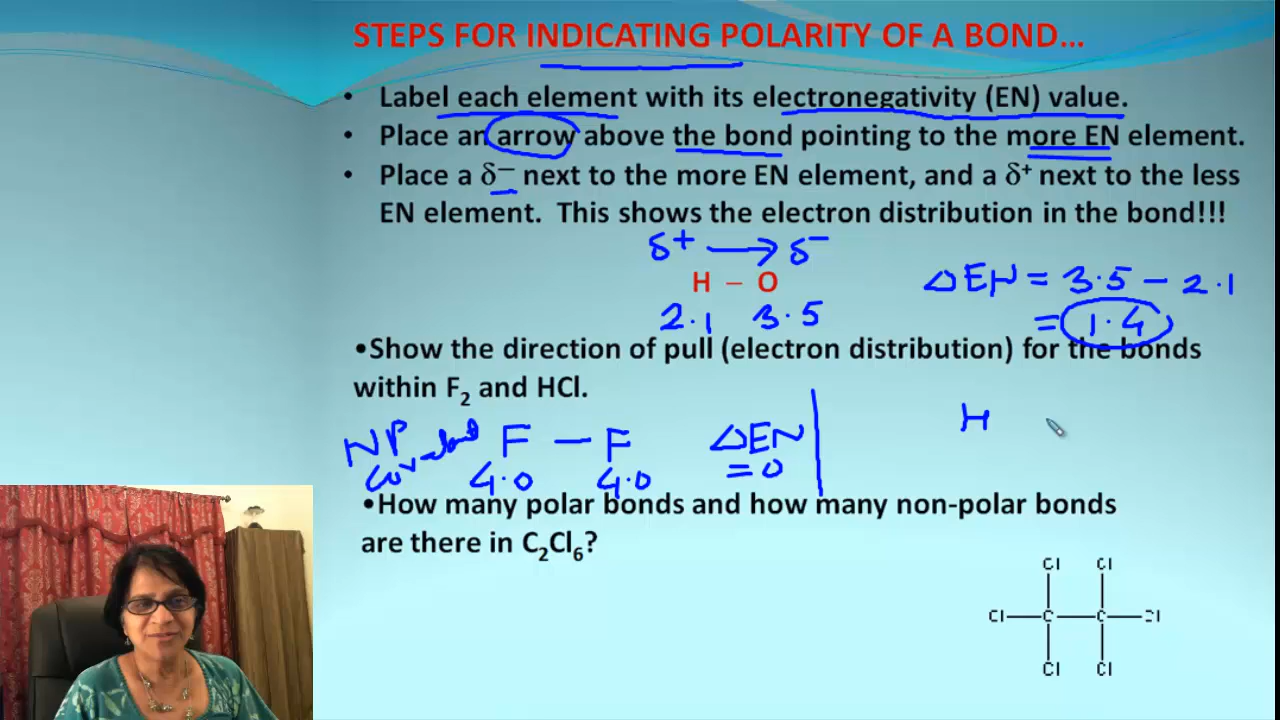 STEPS FOR INDICATING POLARITY OF A BOND…
• Label each element with its electronegativity (EN) value.
• Place an arrow above the bond pointing to the more EN element.
• Place a δ⁻ next to the more EN element, and a δ⁺ next to the less
EN element. This shows the electron distribution in the bond!!!
δ+ ⟶ δ−
H – O
2.1 3.5
ΔEN = 3.5 − 2.1
= 1.4
•Show the direction of pull (electron distribution) for the bonds
within F₂ and HCl.
NP covalent
F — F
4.0 4.0
ΔEN
= 0
H
•How many polar bonds and how many non-polar bonds
are there in C₂Cl₆?
Cl Cl
Cl C C Cl
Cl Cl